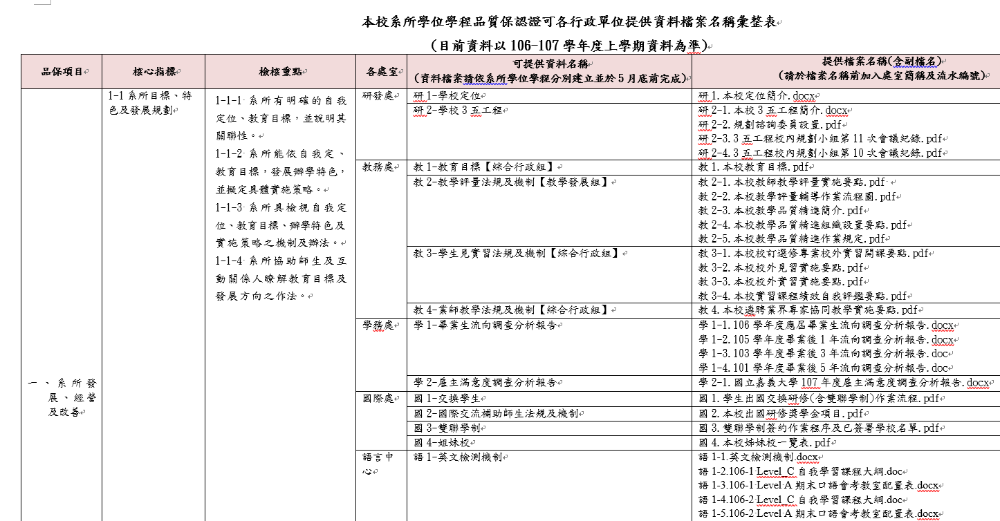 本校系所學位學程品質保認證可各行政單位提供資料檔案名稱彙整表
(目前資料以 106-107 學年度上學期資料為準)
品保項目
核心指標
檢核重點
各處室
可提供資料名稱
(資料檔案請依系所學位學程分別建立並於 5 月底前完成)
提供檔案名稱(含副檔名)
(請於檔案名稱前加入處室簡稱及流水編號)
一、系所發
展、經營
及改善
1-1 系所目標、特
色及發展規劃
1-1-1 系所有明確的自我
定位、教育目標，並說明其
關聯性。
1-1-2 系所能依自我定、
教育目標，發展辦學特色，
並擬定具體實施策略。
1-1-3 系所具檢視自我定
位、教育目標、辦學特色及
實施策略之機制及辦法。
1-1-4 系所協助師生及互
動關係人瞭解教育目標及
發展方向之作法。
研發處
研 1-學校定位
研 1.本校定位簡介.docx
研 2-學校 3 五工程
研 2-1.本校 3 五工程簡介.docx
研 2-2.規劃諮詢委員設置.pdf
研 2-3.3 五工程校內規劃小組第 11 次會議紀錄.pdf
研 2-4.3 五工程校內規劃小組第 10 次會議紀錄.pdf
教務處
教 1-教育目標【綜合行政組】
教 1.本校教育目標.pdf
教 2-教學評量法規及機制【教學發展組】
教 2-1.本校教師教學評量實施要點.pdf
教 2-2.本校教學評量輔導作業流程圖.pdf
教 2-3.本校教學品質精進簡介.pdf
教 2-4.本校教學品質精進組織設置要點.pdf
教 2-5.本校教學品質精進作業規定.pdf
教 3-學生見實習法規及機制【綜合行政組】
教 3-1.本校校訂選修專業校外實習開課要點.pdf
教 3-2.本校校外見習實施要點.pdf
教 3-3.本校校外實習實施要點.pdf
教 3-4.本校實習課程績效自我評鑑要點.pdf
教 4-業師教學法規及機制【綜合行政組】
教 4.本校遴聘業界專家協同教學實施要點.pdf
學務處
學 1-畢業生流向調查分析報告
學 1-1.106 學年度應屆畢業生流向調查分析報告.docx
學 1-2.105 學年度畢業後 1 年流向調查分析報告.docx
學 1-3.103 學年度畢業後 3 年流向調查分析報告.doc
學 1-4.101 學年度畢業後 5 年流向調查分析報告.doc
學 2-雇主滿意度調查分析報告
學 2-1.國立嘉義大學 107 年度雇主滿意度調查分析報告.docx
國際處
國 1-交換學生
國 1.學生出國交換研修(含雙聯學制)作業流程.pdf
國 2-國際交流補助師生法規及機制
國 2.本校出國研修獎學金項目.pdf
國 3-雙聯學制
國 3.雙聯學制簽約作業程序及已簽署學校名單.pdf
國 4-姐妹校
國 4.本校姊妹校一覽表.pdf
語言中
心
語 1-英文檢測機制
語 1-1.英文檢測機制.docx
語 1-2.106-1 Level_C 自我學習課程大綱.doc
語 1-3.106-1 Level A 期末口語會考教室配置表.docx
語 1-4.106-2 Level_C 自我學習課程大綱.doc
語 1-5.106-2 Level A 期末口語會考教室配置表.docx